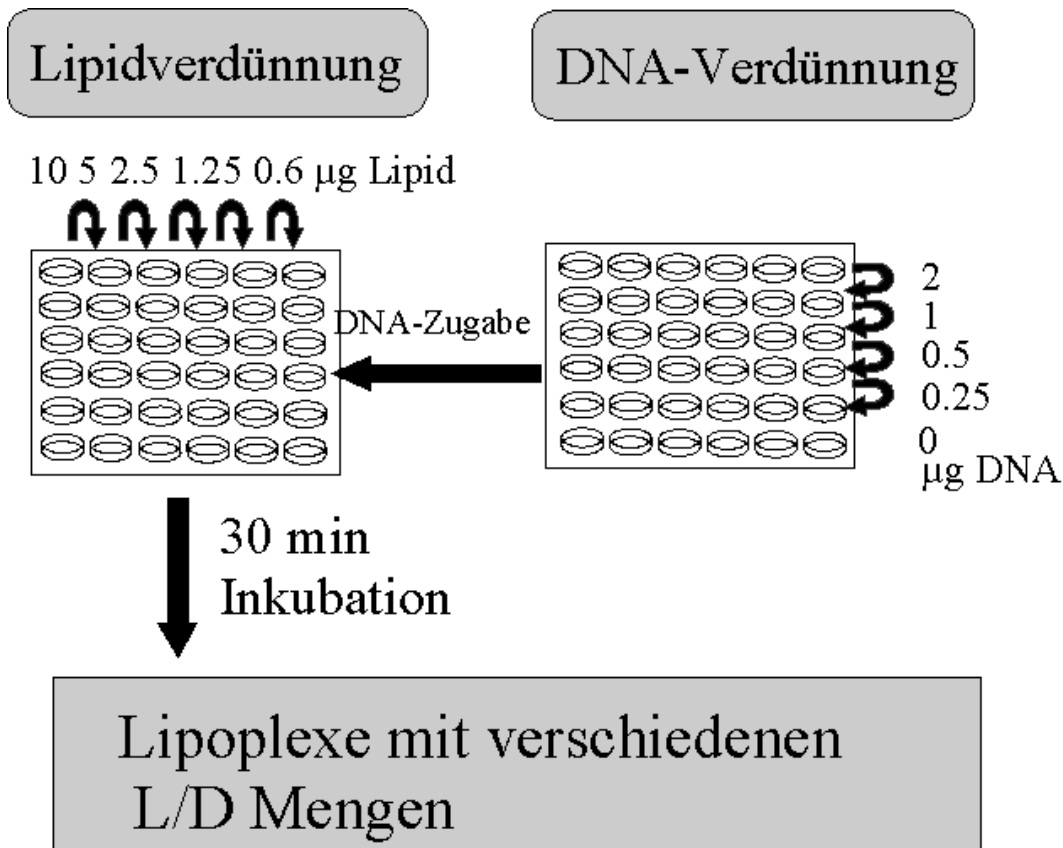 Lipidverdünnung
DNA-Verdünnung
10 5 2.5 1.25 0.6 µg Lipid
DNA-Zugabe
2
1
0.5
0.25
0
µg DNA
30 min
Inkubation
Lipoplexe mit verschiedenen
L/D Mengen